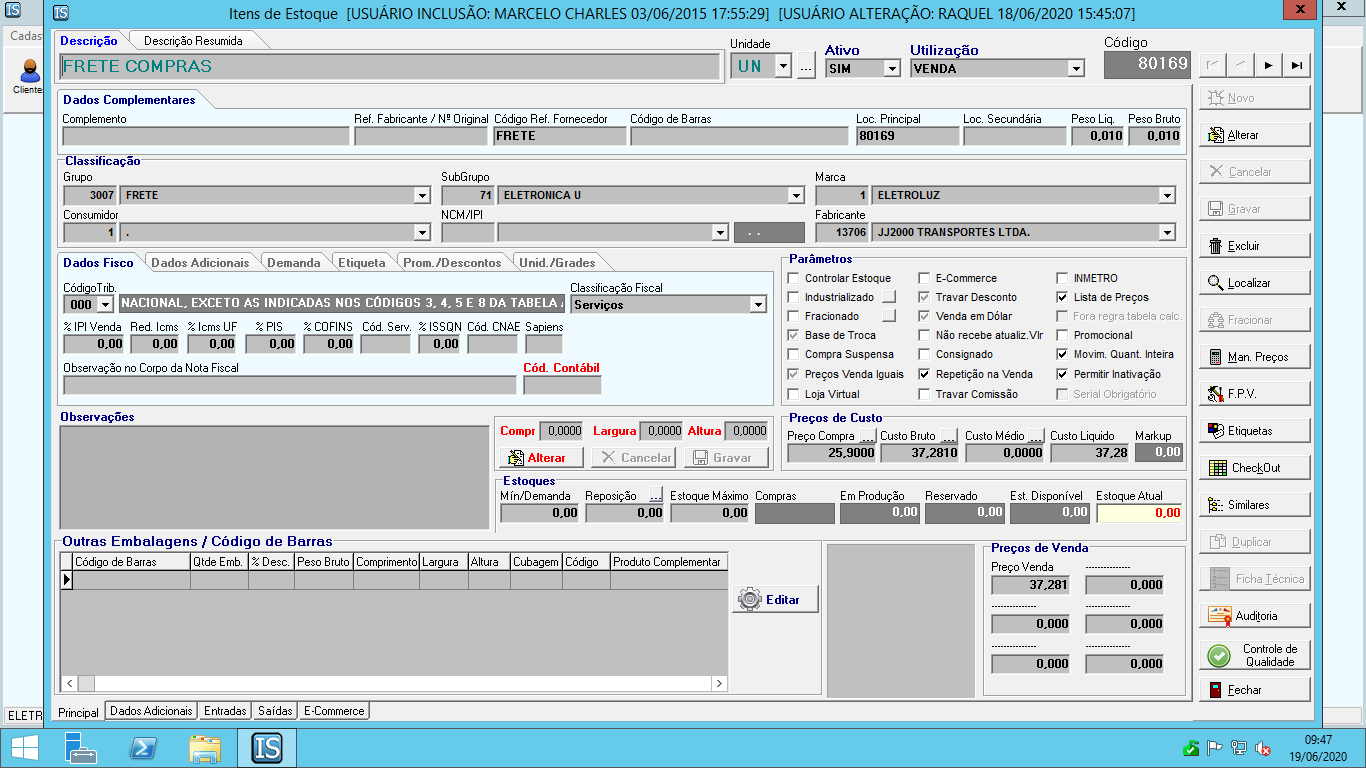 Itens de Estoque [USUÁRIO INCLUSÃO: MARCELO CHARLES 03/06/2015 17:55:29] [USUÁRIO ALTERAÇÃO: RAQUEL 18/06/2020 15:45:07]
Cadast
Cliente
Descrição Descrição Resumida
FRETE COMPRAS
Unidade Ativo Utilização Código
UN ... SIM VENDA 80169
Dados Complementares
Complemento Ref. Fabricante / Nº Original Código Ref. Fornecedor Código de Barras Loc. Principal Loc. Secundária Peso Liq. Peso Bruto
FRETE 80169 0,010 0,010
Classificação
Grupo SubGrupo Marca
3007 FRETE 71 ELETRONICA U 1 ELETROLUZ
Consumidor NCM/IPI Fabricante
1 . . . 13706 JJ2000 TRANSPORTES LTDA.
Dados Fisco Dados Adicionais Demanda Etiqueta Prom./Descontos Unid./Grades
CódigoTrib. Classificação Fiscal
000 NACIONAL, EXCETO AS INDICADAS NOS CÓDIGOS 3, 4, 5 E 8 DA TABELA A Serviços
% IPI Venda Red. Icms % Icms UF % PIS % COFINS Cód. Serv. % ISSQN Cód. CNAE Sapiens
0,00 0,00 0,00 0,00 0,00 0,00
Observação no Corpo da Nota Fiscal Cód. Contábil
Parâmetros
Controlar Estoque E-Commerce INMETRO
Industrializado Travar Desconto Lista de Preços
Fracionado Venda em Dólar Fora regra tabela calc.
Base de Troca Não recebe atualiz.Vlr Promocional
Compra Suspensa Consignado Movim. Quant. Inteira
Preços Venda Iguais Repetição na Venda Permitir Inativação
Loja Virtual Travar Comissão Serial Obrigatório
Observações
Compr 0,0000 Largura 0,0000 Altura 0,0000
Alterar Cancelar Gravar
Preços de Custo
Preço Compra ... Custo Bruto ... Custo Médio ... Custo Liquido Markup
25,9000 37,2810 0,0000 37,28 0,00
Estoques
Mín/Demanda Reposição ... Estoque Máximo Compras Em Produção Reservado Est. Disponível Estoque Atual
0,00 0,00 0,00 0,00 0,00 0,00 0,00
Outras Embalagens / Código de Barras
Código de Barras Qtde Emb. % Desc. Peso Bruto Comprimento Largura Altura Cubagem Código Produto Complementar
Editar
Preços de Venda
Preço Venda --------------
37,281 0,000
-------------- --------------
0,000 0,000
-------------- --------------
0,000 0,000
Novo
Alterar
Cancelar
Gravar
Excluir
Localizar
Fracionar
Man. Preços
F.P.V.
Etiquetas
CheckOut
Similares
Duplicar
Ficha Técnica
Auditoria
Controle de
Qualidade
Fechar
Principal Dados Adicionais Entradas Saídas E-Commerce
ELETR
IS
09:47
19/06/2020